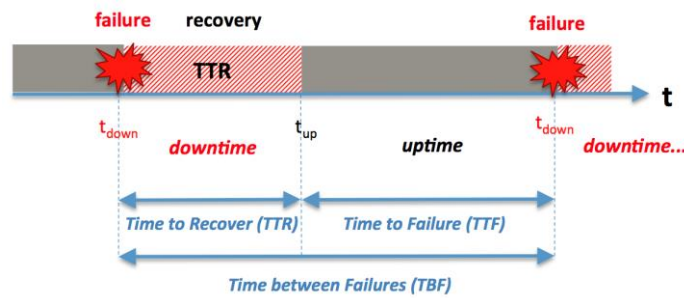 failure
recovery
failure
TTR
t
t_down
t_up
t_down
downtime
uptime
downtime...
Time to Recover (TTR)
Time to Failure (TTF)
Time between Failures (TBF)